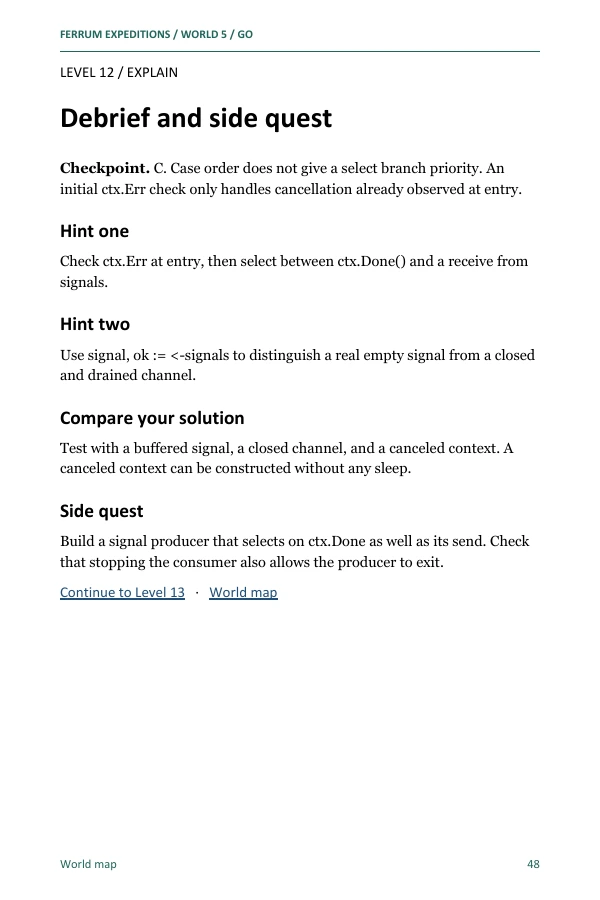 FERRUM EXPEDITIONS / WORLD 5 / GO
LEVEL 12 / EXPLAIN
Debrief and side quest
Checkpoint. C. Case order does not give a select branch priority. An
initial ctx.Err check only handles cancellation already observed at entry.
Hint one
Check ctx.Err at entry, then select between ctx.Done() and a receive from
signals.
Hint two
Use signal, ok := <-signals to distinguish a real empty signal from a closed
and drained channel.
Compare your solution
Test with a buffered signal, a closed channel, and a canceled context. A
canceled context can be constructed without any sleep.
Side quest
Build a signal producer that selects on ctx.Done as well as its send. Check
that stopping the consumer also allows the producer to exit.
Continue to Level 13 · World map
World map 48